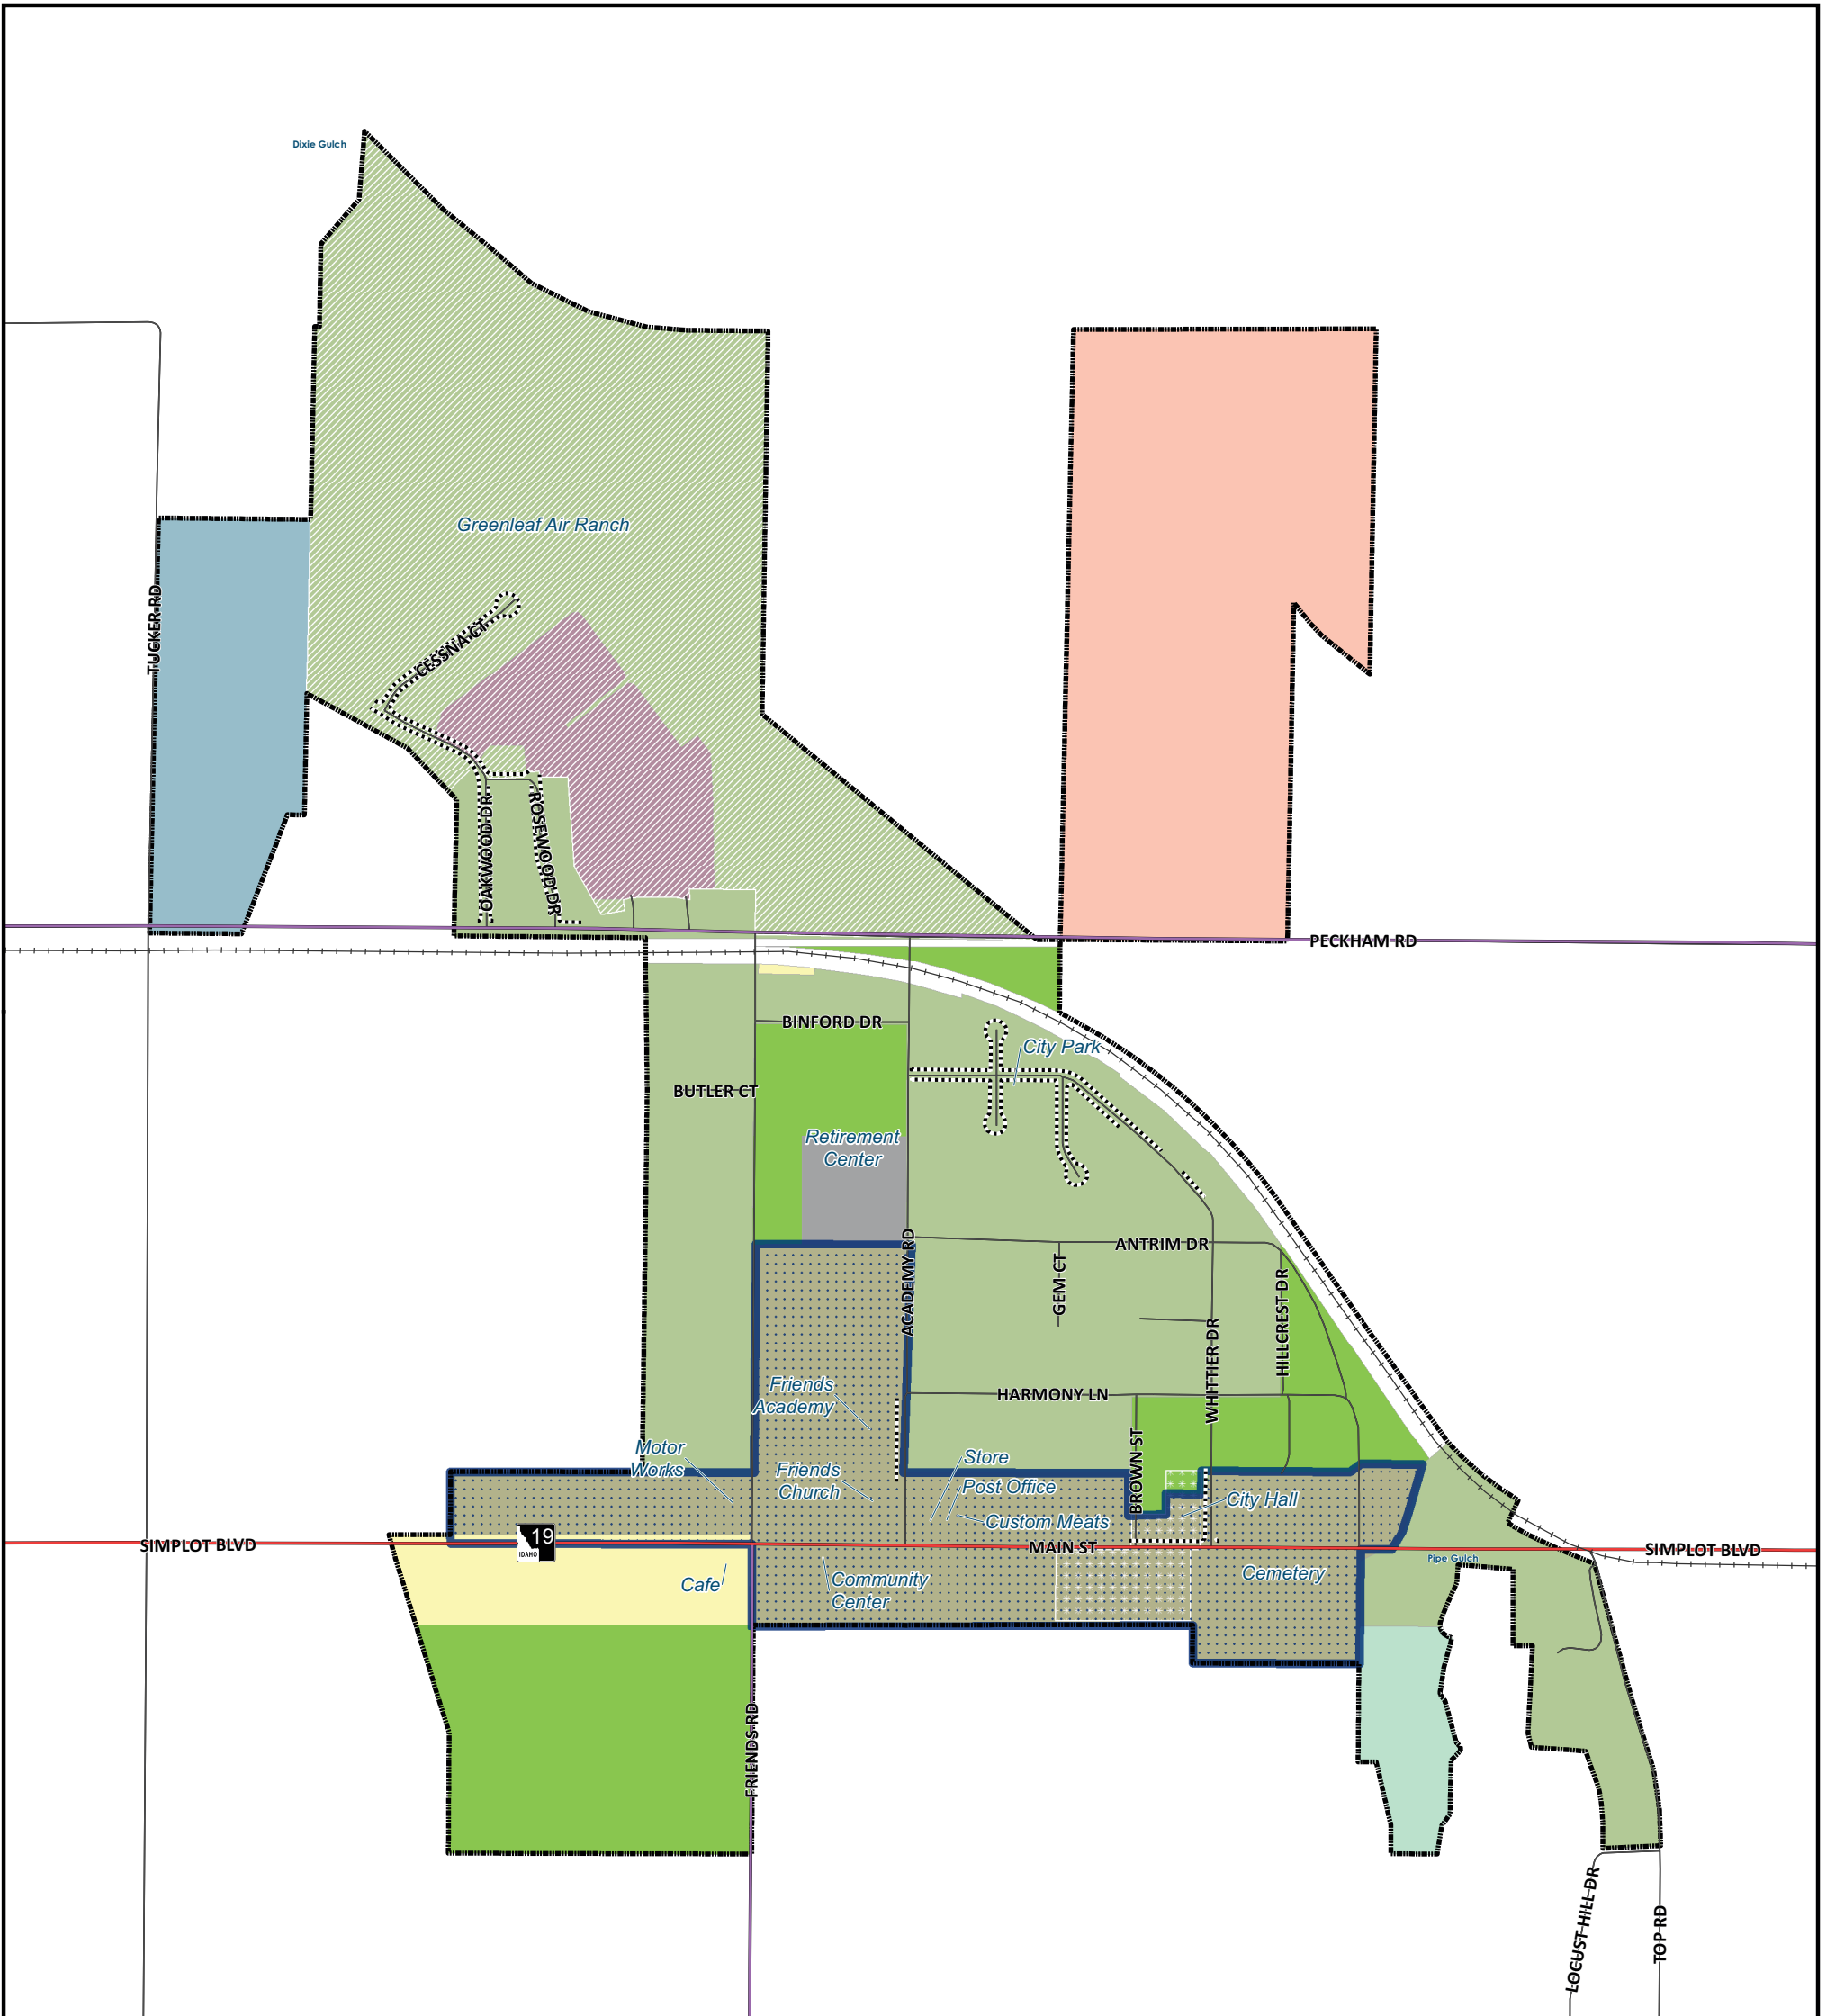 Dixie Gulch
Greenleaf Air Ranch
TUCKER RD
CESSNA CT
OAKWOOD DR
ROSEWOOD DR
PECKHAM RD
BINFORD DR
City Park
BUTLER CT
Retirement
Center
ACADEMY RD
ANTRIM DR
GEM CT
HILLCREST DR
WHITTIER DR
Friends
Academy
HARMONY LN
BROWN ST
Motor
Works
Friends
Church
Store
Post Office
Custom Meats
City Hall
19
IDAHO
SIMPLOT BLVD
MAIN ST
SIMPLOT BLVD
Pipe Gulch
Cafe
Community
Center
Cemetery
FRIENDS RD
LOCUST HILL DR
TOP RD